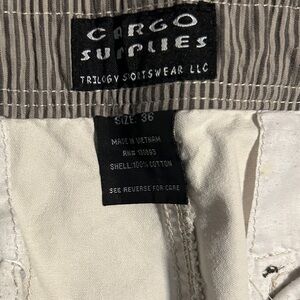 CARGO
SUPPLIES
TRILOGY SPORTSWEAR LLC
SIZE: 36
MADE IN VIETNAM
SHELL: 100% COTTON
SEE REVERSE FOR CARE